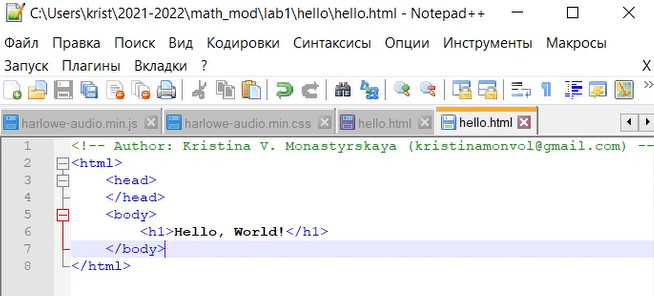 C:\Users\krist\2021-2022\math_mod\lab1\hello\hello.html - Notepad++
Файл Правка Поиск Вид Кодировки Синтаксисы Опции Инструменты Макросы
Запуск Плагины Вкладки ? X
harlowe-audio.min.js harlowe-audio.min.css hello.html hello.html
1 <!-- Author: Kristina V. Monastyrskaya (kristinamonvol@gmail.com) --
2 <html>
3 <head>
4 </head>
5 <body>
6 <h1>Hello, World!</h1>
7 </body>
8 </html>